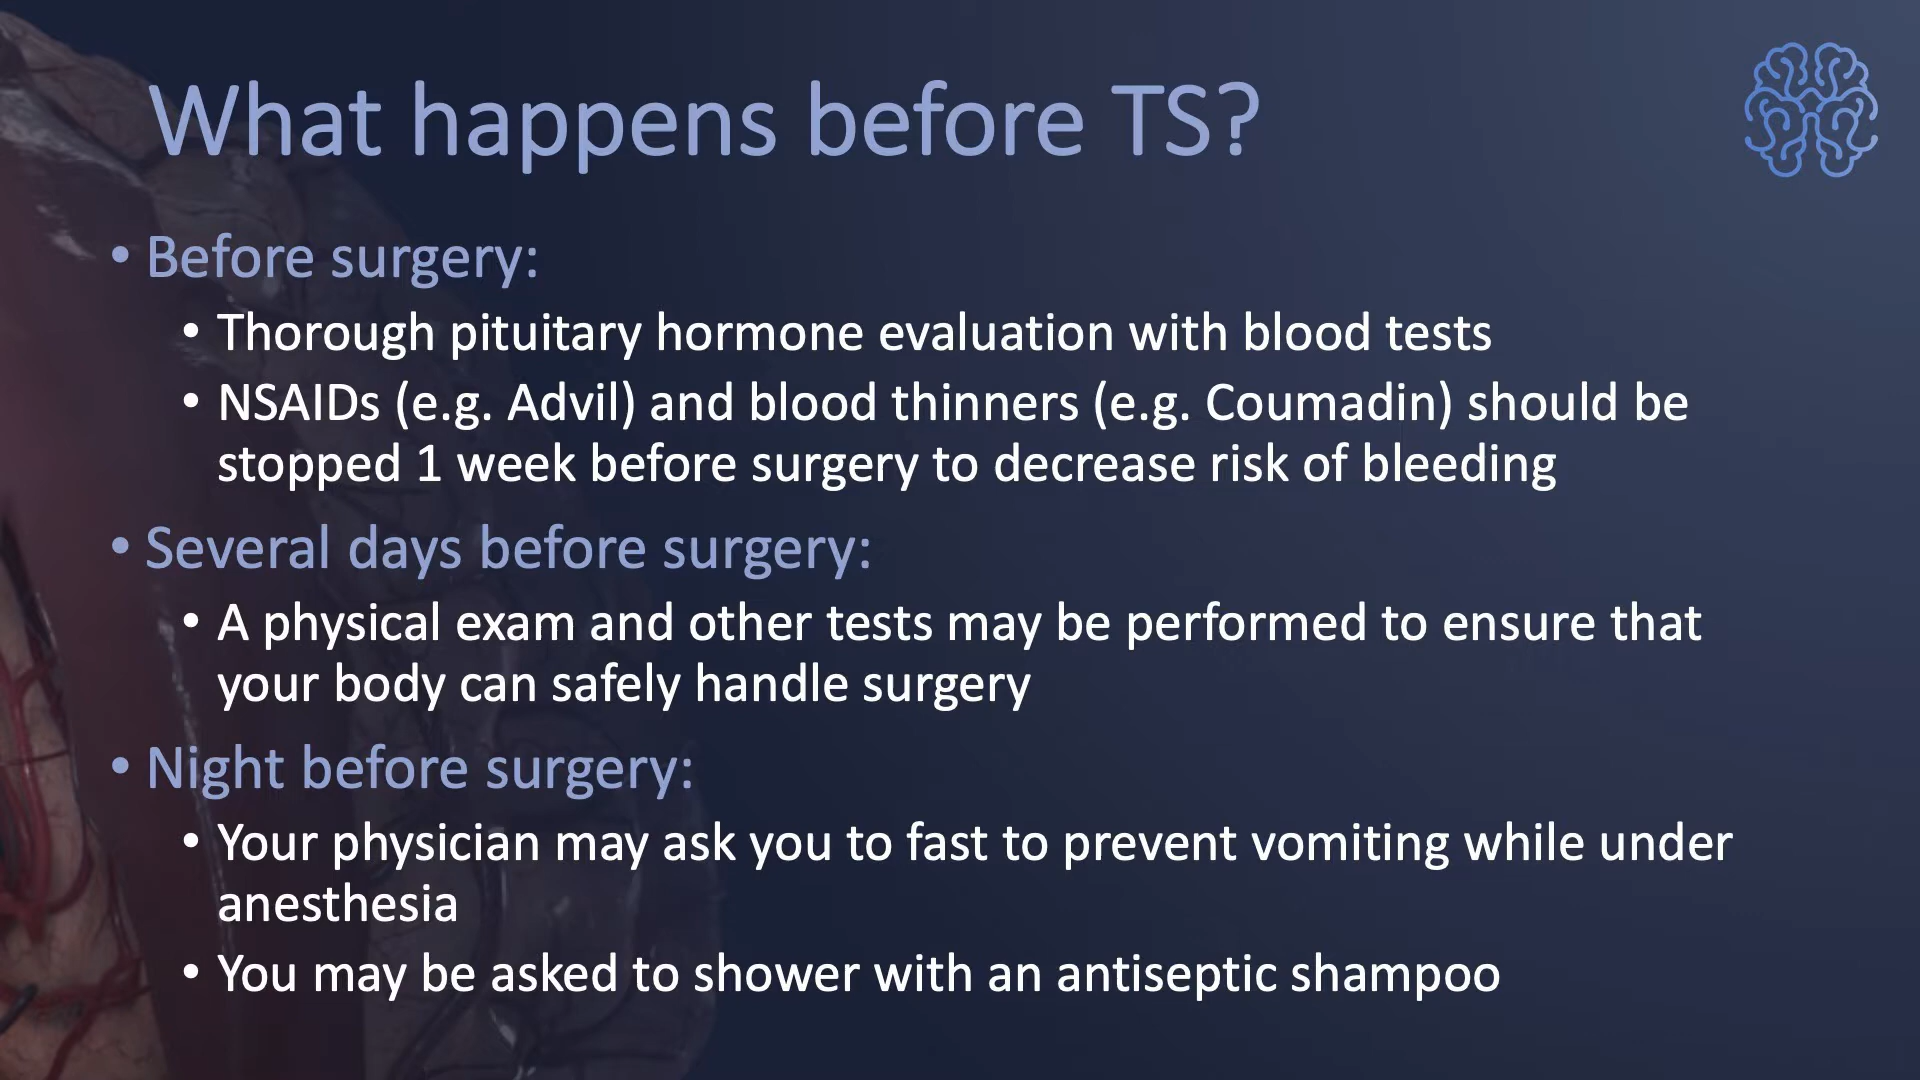 What happens before TS?
• Before surgery:
• Thorough pituitary hormone evaluation with blood tests
• NSAIDs (e.g. Advil) and blood thinners (e.g. Coumadin) should be
stopped 1 week before surgery to decrease risk of bleeding
• Several days before surgery:
• A physical exam and other tests may be performed to ensure that
your body can safely handle surgery
• Night before surgery:
• Your physician may ask you to fast to prevent vomiting while under
anesthesia
• You may be asked to shower with an antiseptic shampoo